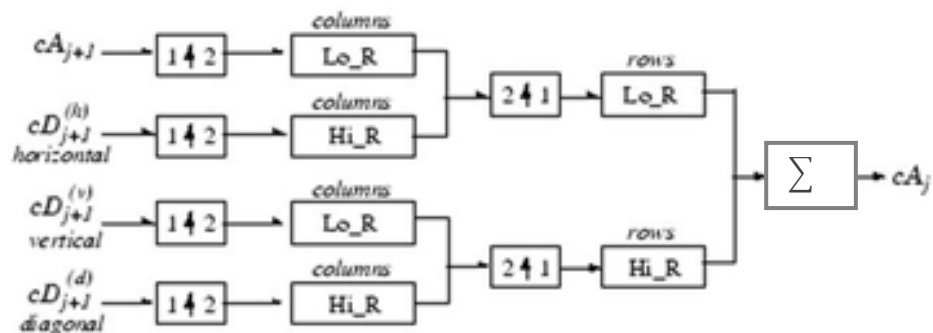 columns
cA_{j+1} 1 ↑ 2 Lo_R
rows
2 ↑ 1 Lo_R
columns
cD_{j+1}^{(h)} 1 ↑ 2 Hi_R
horizontal
∑ cA_j
columns
cD_{j+1}^{(v)} 1 ↑ 2 Lo_R
vertical
rows
2 ↑ 1 Hi_R
columns
cD_{j+1}^{(d)} 1 ↑ 2 Hi_R
diagonal